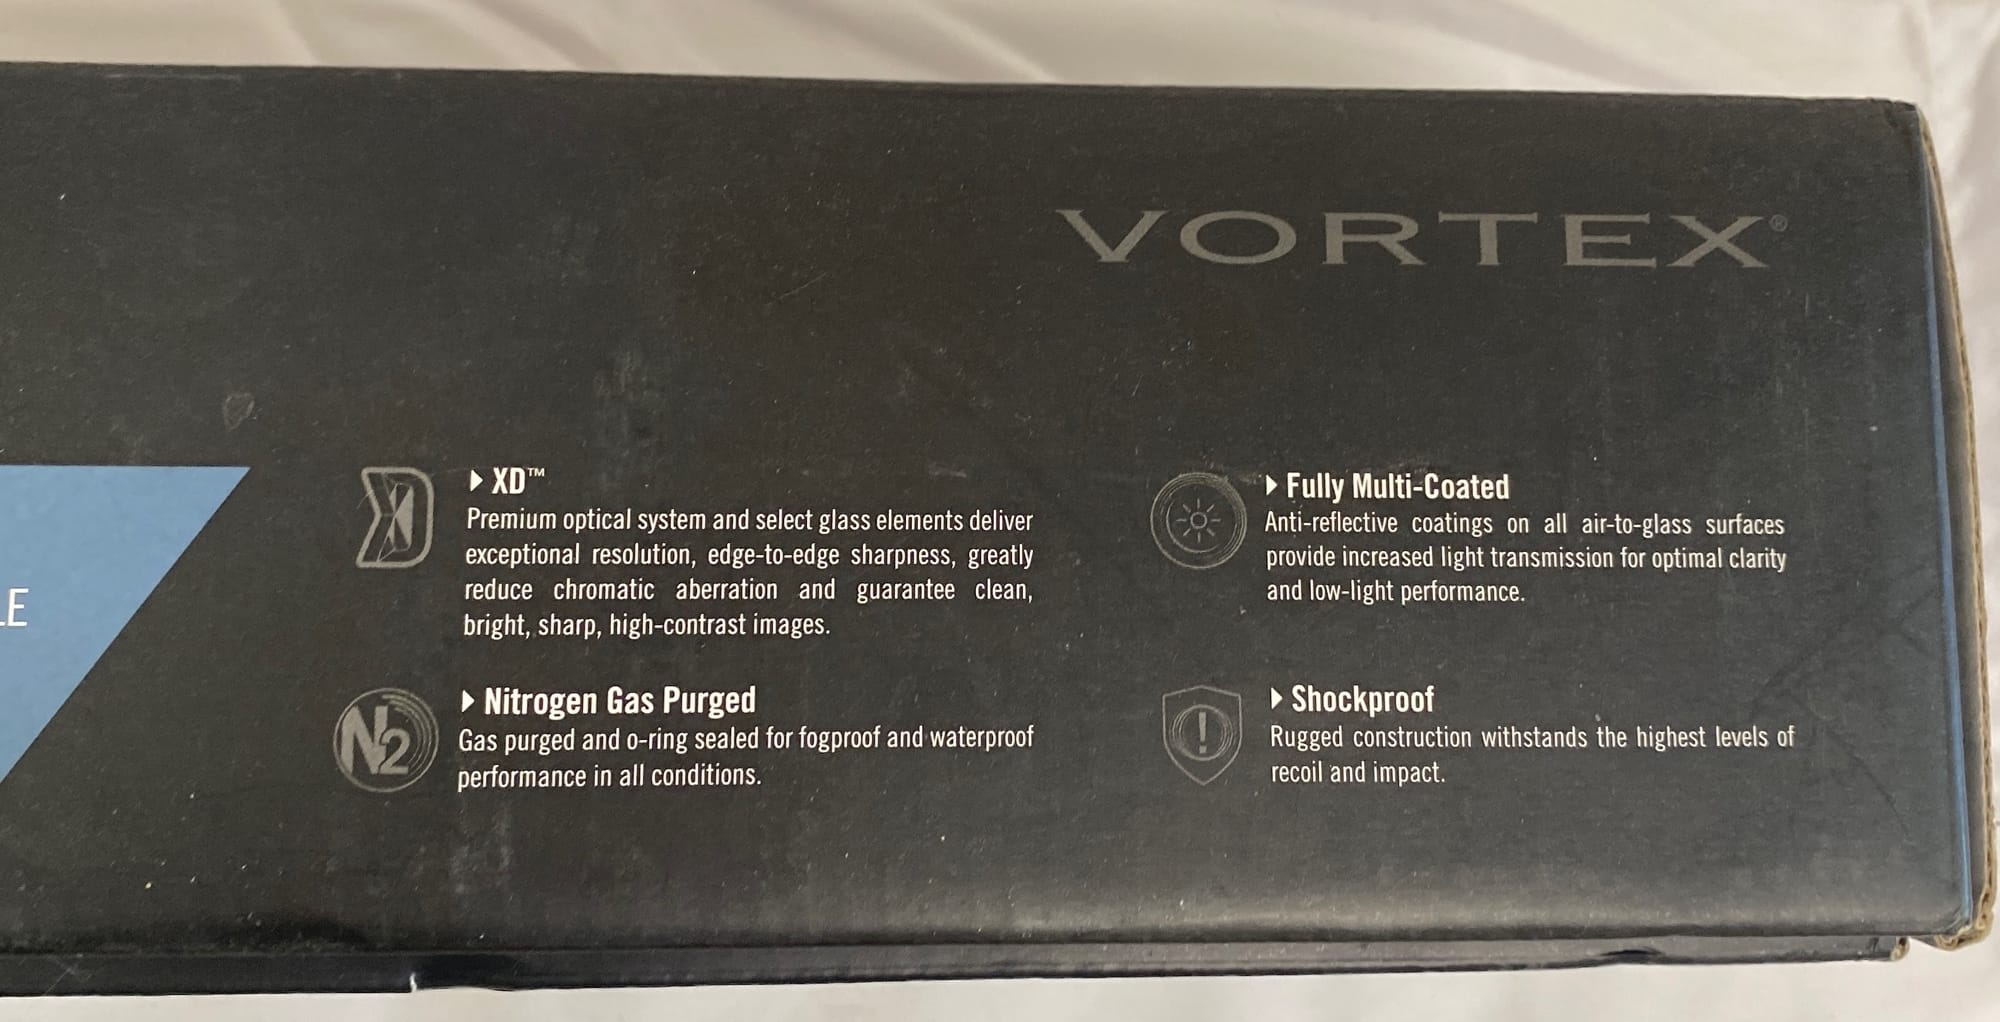 VORTEX®
▸ XD™
Premium optical system and select glass elements deliver
exceptional resolution, edge-to-edge sharpness, greatly
reduce chromatic aberration and guarantee clean,
bright, sharp, high-contrast images.
▸ Fully Multi-Coated
Anti-reflective coatings on all air-to-glass surfaces
provide increased light transmission for optimal clarity
and low-light performance.
LE
N2
▸ Nitrogen Gas Purged
Gas purged and o-ring sealed for fogproof and waterproof
performance in all conditions.
▸ Shockproof
Rugged construction withstands the highest levels of
recoil and impact.